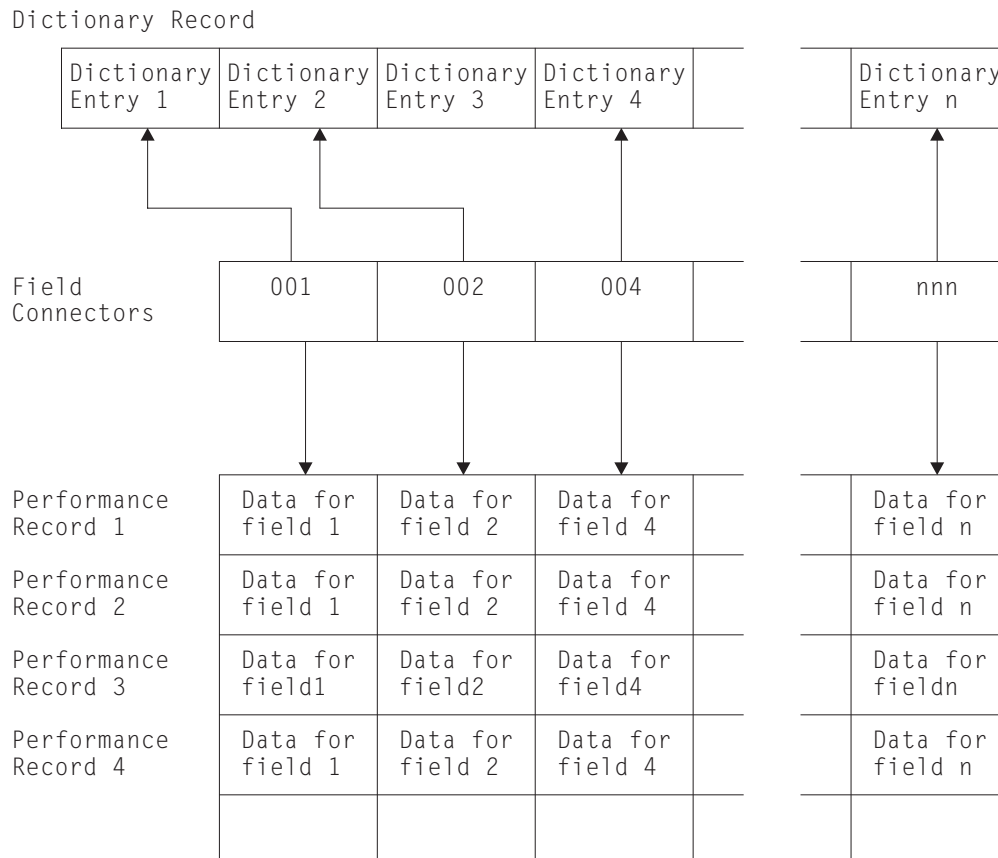 Dictionary Record
Dictionary Dictionary Dictionary Dictionary Dictionary
Entry 1 Entry 2 Entry 3 Entry 4 Entry n
Field 001 002 004 nnn
Connectors
Performance Data for Data for Data for Data for
Record 1 field 1 field 2 field 4 field n
Performance Data for Data for Data for Data for
Record 2 field 1 field 2 field 4 field n
Performance Data for Data for Data for Data for
Record 3 field1 field2 field4 fieldn
Performance Data for Data for Data for Data for
Record 4 field 1 field 2 field 4 field n